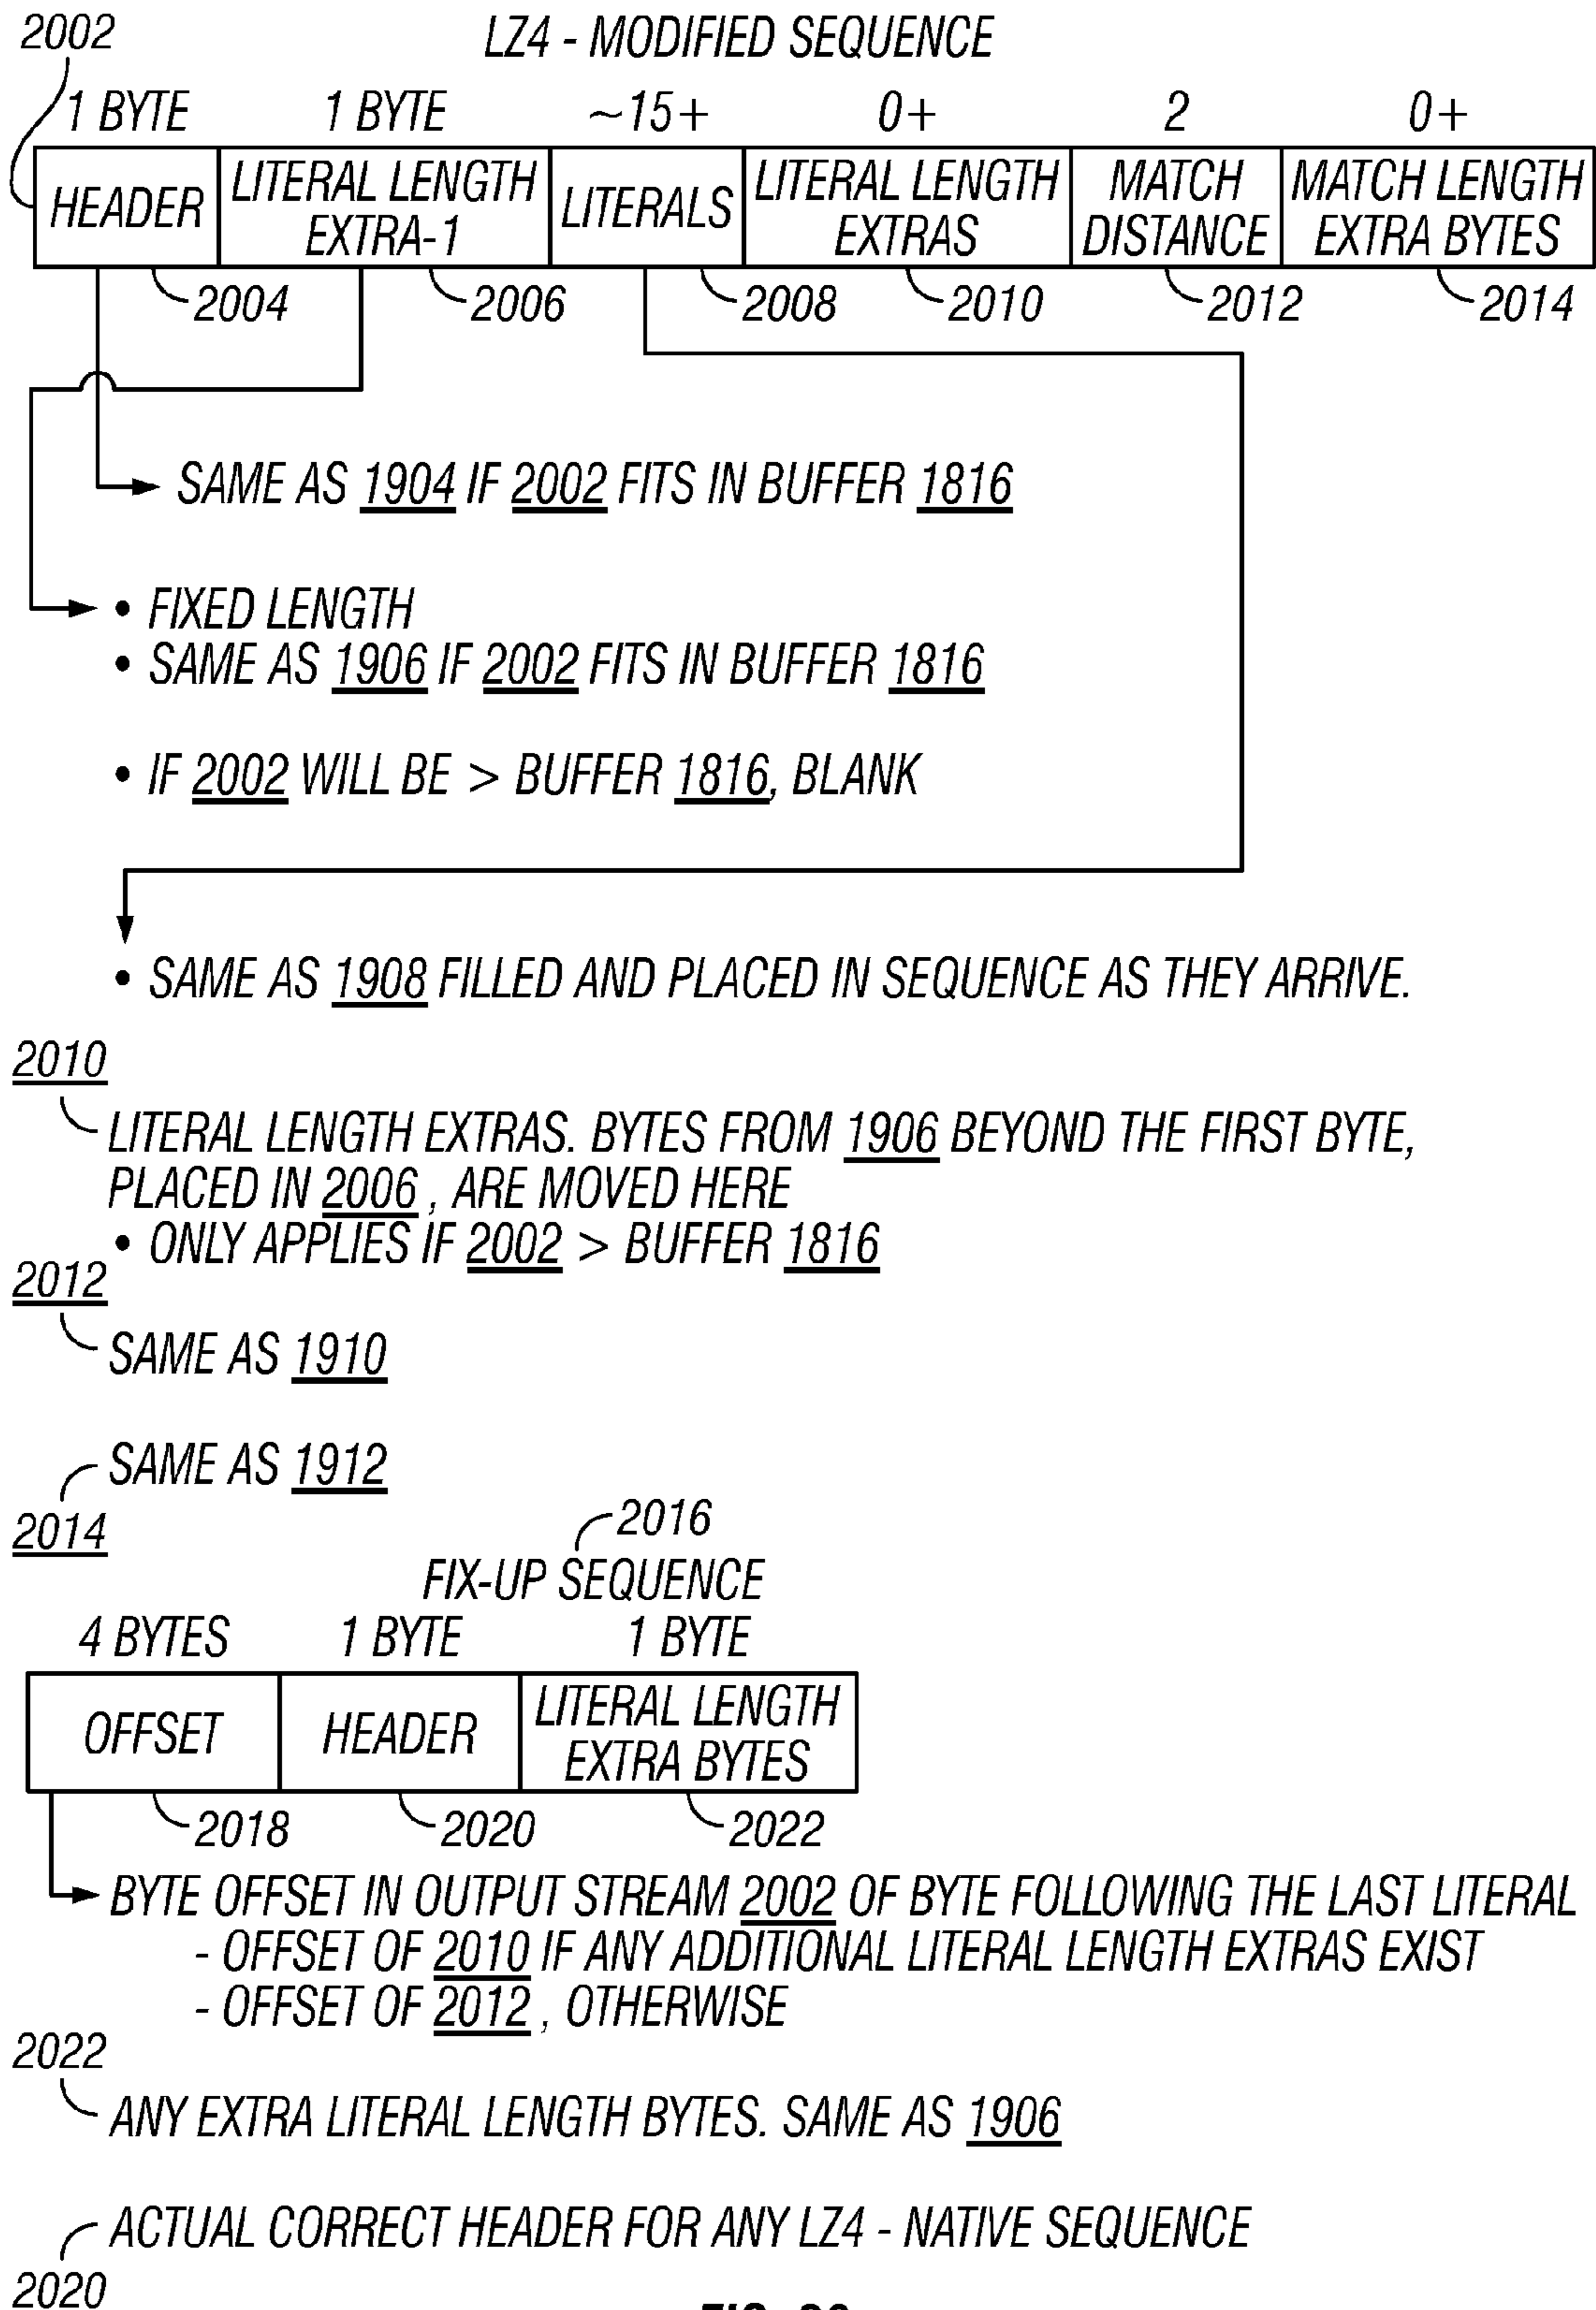 2002
LZ4 - MODIFIED SEQUENCE
1 BYTE 1 BYTE ~15+ 0+ 2 0+
HEADER LITERAL LENGTH EXTRA-1 LITERALS LITERAL LENGTH EXTRAS MATCH DISTANCE MATCH LENGTH EXTRA BYTES
2004 2006 2008 2010 2012 2014
SAME AS 1904 IF 2002 FITS IN BUFFER 1816
• FIXED LENGTH
• SAME AS 1906 IF 2002 FITS IN BUFFER 1816
• IF 2002 WILL BE > BUFFER 1816, BLANK
• SAME AS 1908 FILLED AND PLACED IN SEQUENCE AS THEY ARRIVE.
2010
LITERAL LENGTH EXTRAS. BYTES FROM 1906 BEYOND THE FIRST BYTE,
PLACED IN 2006 , ARE MOVED HERE
• ONLY APPLIES IF 2002 > BUFFER 1816
2012
SAME AS 1910
SAME AS 1912
2014
2016
FIX-UP SEQUENCE
4 BYTES 1 BYTE 1 BYTE
OFFSET HEADER LITERAL LENGTH EXTRA BYTES
2018 2020 2022
BYTE OFFSET IN OUTPUT STREAM 2002 OF BYTE FOLLOWING THE LAST LITERAL
- OFFSET OF 2010 IF ANY ADDITIONAL LITERAL LENGTH EXTRAS EXIST
- OFFSET OF 2012 , OTHERWISE
2022
ANY EXTRA LITERAL LENGTH BYTES. SAME AS 1906
ACTUAL CORRECT HEADER FOR ANY LZ4 - NATIVE SEQUENCE
2020